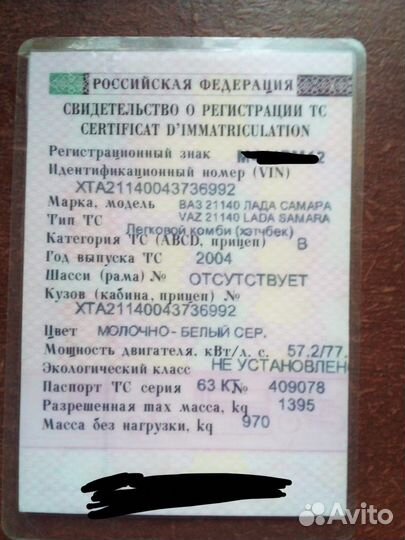 РОССИЙСКАЯ ФЕДЕРАЦИЯ
СВИДЕТЕЛЬСТВО О РЕГИСТРАЦИИ ТС
CERTIFICAT D'IMMATRICULATION
Регистрационный знак
Идентификационный номер (VIN)
XTA21140043736992
Марка, модель ВАЗ 21140 ЛАДА САМАРА
VAZ 21140 LADA SAMARA
Тип ТС Легковой комби (хэтчбек)
Категория ТС (ABCD, прицеп) B
Год выпуска ТС 2004
Шасси (рама) № ОТСУТСТВУЕТ
Кузов (кабина, прицеп) №
XTA21140043736992
Цвет МОЛОЧНО- БЕЛЫЙ СЕР.
Мощность двигателя, кВт/л. с. 57.2/77.
Экологический класс НЕ УСТАНОВЛЕНО
Паспорт ТС серия 63 КХ № 409078
Разрешенная max масса, kg 1395
Масса без нагрузки, kg 970
Avito